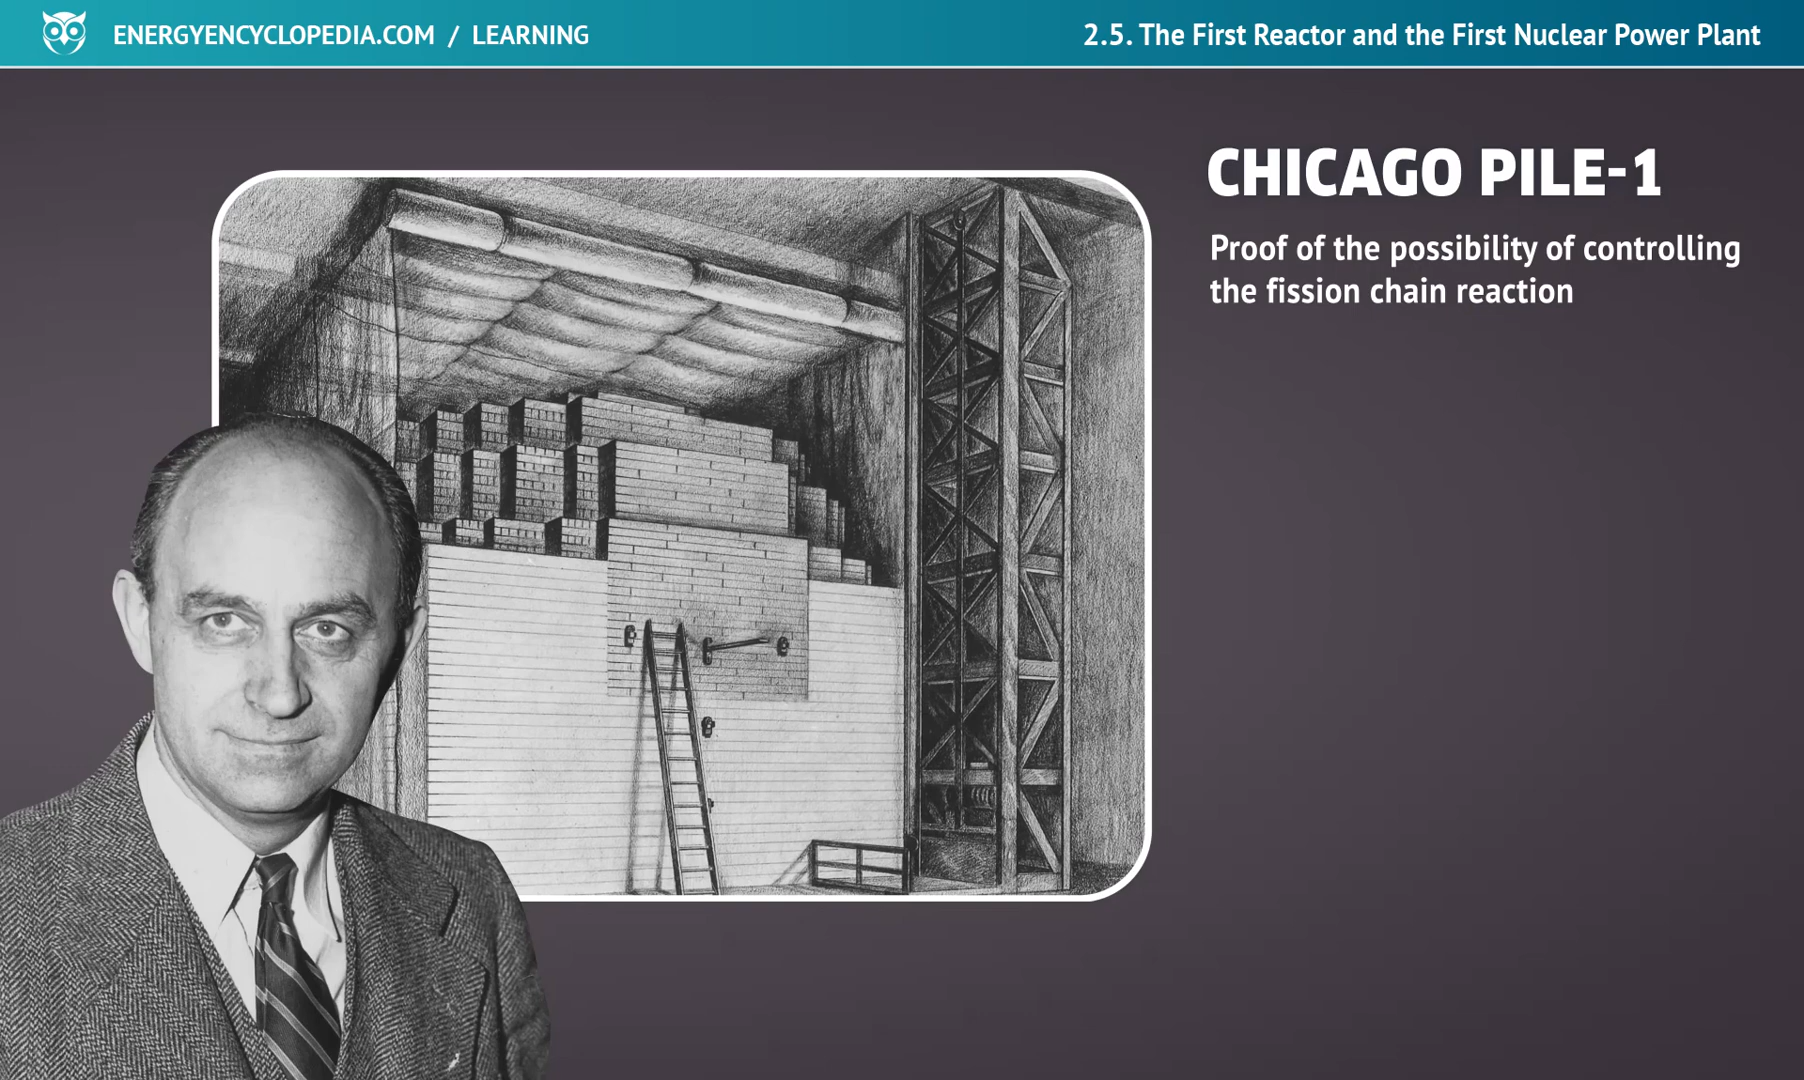 ENERGYENCYCLOPEDIA.COM / LEARNING
2.5. The First Reactor and the First Nuclear Power Plant
CHICAGO PILE-1
Proof of the possibility of controlling
the fission chain reaction